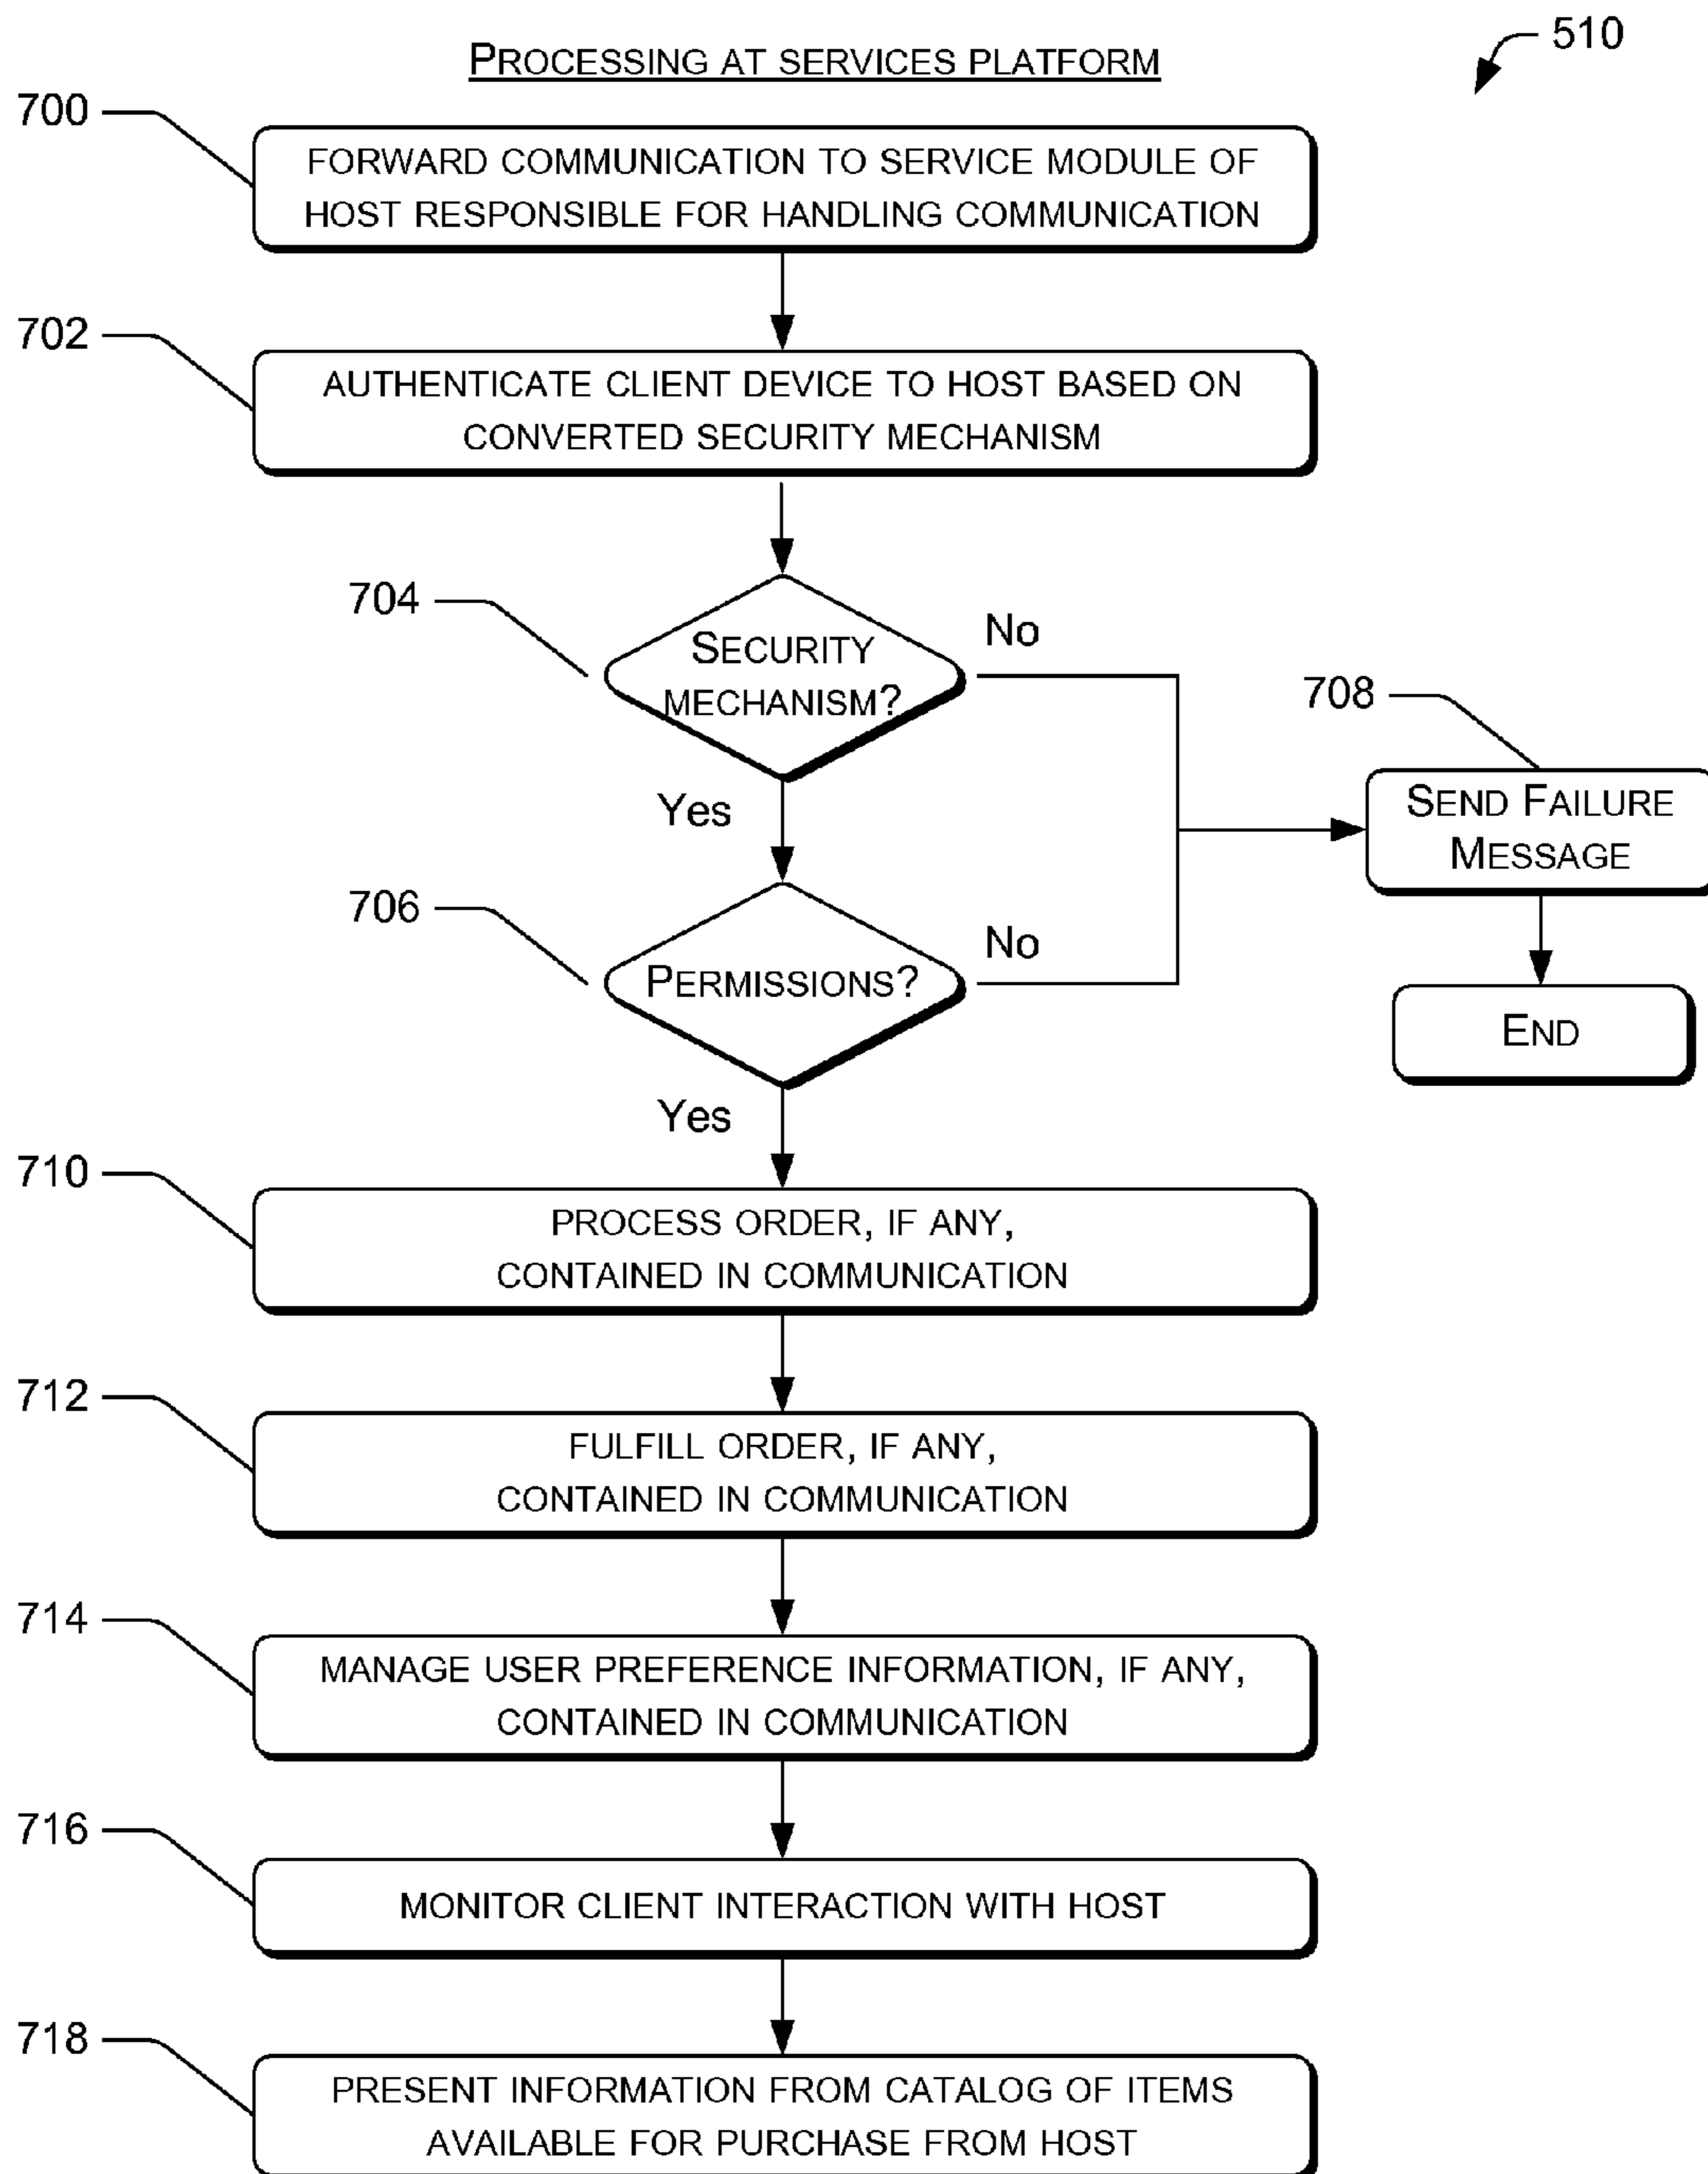 PROCESSING AT SERVICES PLATFORM
510
700
FORWARD COMMUNICATION TO SERVICE MODULE OF
HOST RESPONSIBLE FOR HANDLING COMMUNICATION
702
AUTHENTICATE CLIENT DEVICE TO HOST BASED ON
CONVERTED SECURITY MECHANISM
704
SECURITY
MECHANISM?
No
Yes
708
SEND FAILURE
MESSAGE
706
PERMISSIONS?
No
Yes
END
710
PROCESS ORDER, IF ANY,
CONTAINED IN COMMUNICATION
712
FULFILL ORDER, IF ANY,
CONTAINED IN COMMUNICATION
714
MANAGE USER PREFERENCE INFORMATION, IF ANY,
CONTAINED IN COMMUNICATION
716
MONITOR CLIENT INTERACTION WITH HOST
718
PRESENT INFORMATION FROM CATALOG OF ITEMS
AVAILABLE FOR PURCHASE FROM HOST